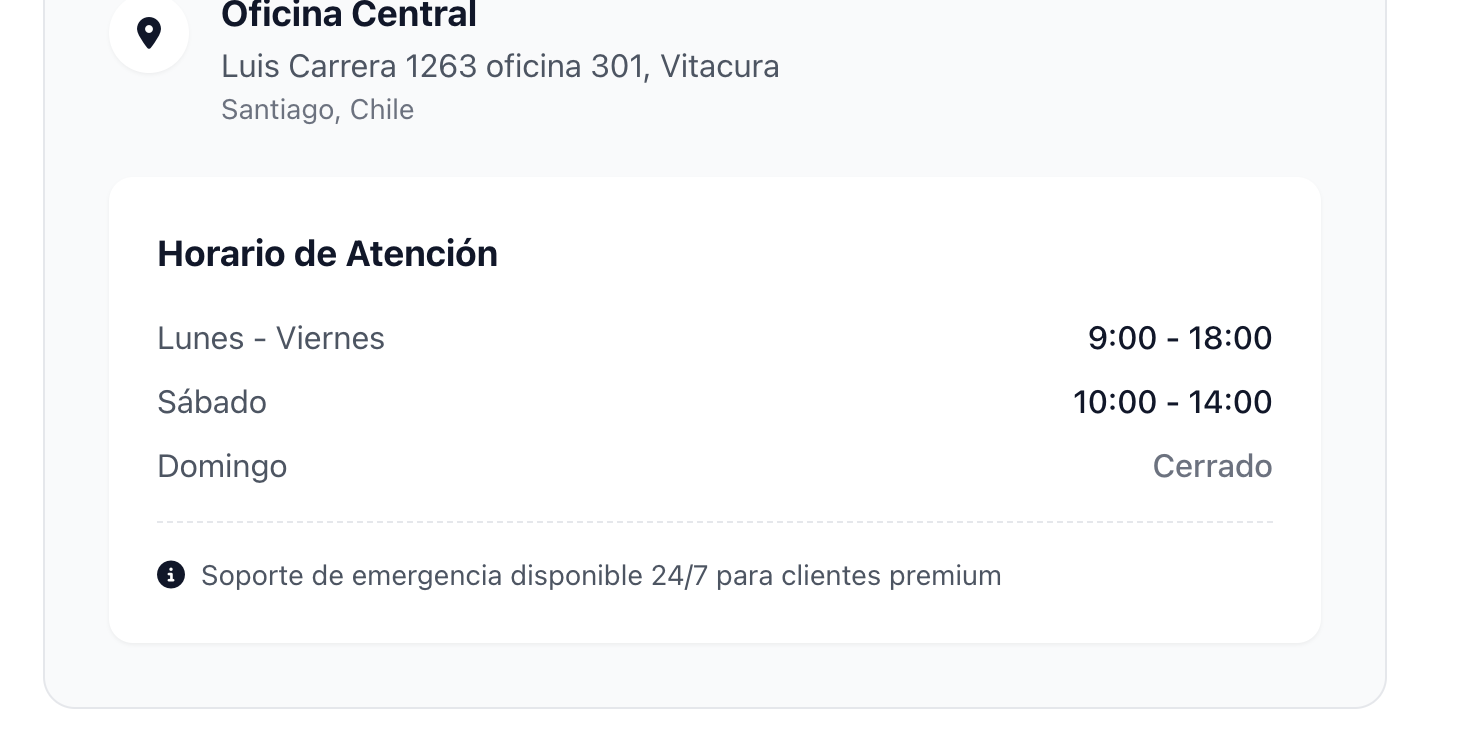 Oficina Central
Luis Carrera 1263 oficina 301, Vitacura
Santiago, Chile
Horario de Atención
Lunes - Viernes 9:00 - 18:00
Sábado 10:00 - 14:00
Domingo Cerrado
Soporte de emergencia disponible 24/7 para clientes premium